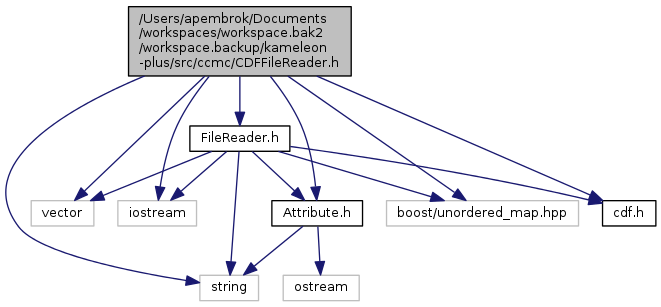 /Users/apembrok/Documents
/workspaces/workspace.bak2
/workspace.backup/kameleon
-plus/src/ccmc/CDFFileReader.h
FileReader.h
vector
iostream
Attribute.h
boost/unordered_map.hpp
cdf.h
string
ostream